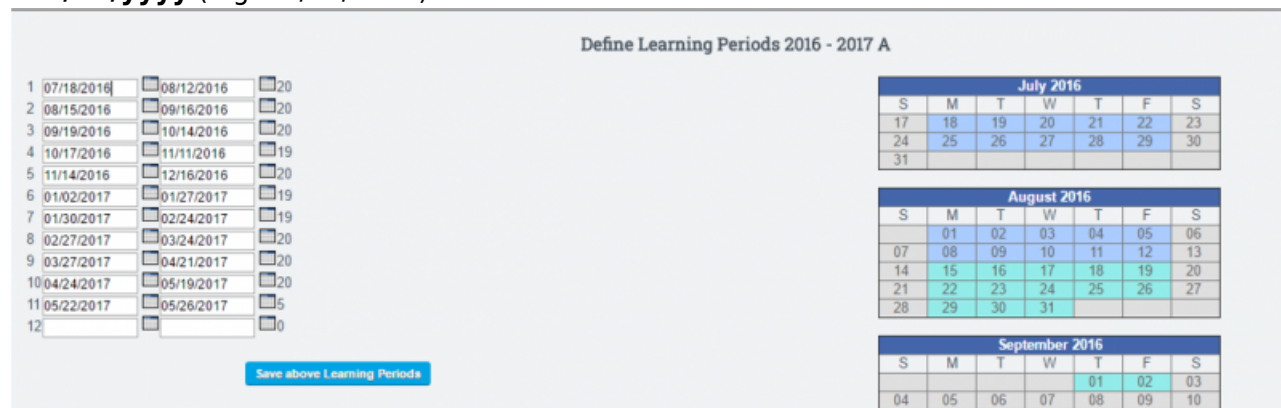 Define Learning Periods 2016 - 2017 A
1 07/18/2016 08/12/2016 20
2 08/15/2016 09/16/2016 20
3 09/19/2016 10/14/2016 20
4 10/17/2016 11/11/2016 19
5 11/14/2016 12/16/2016 20
6 01/02/2017 01/27/2017 19
7 01/30/2017 02/24/2017 19
8 02/27/2017 03/24/2017 20
9 03/27/2017 04/21/2017 20
10 04/24/2017 05/19/2017 20
11 05/22/2017 05/26/2017 5
12 0
Save above Learning Periods
July 2016
S M T W T F S
17 18 19 20 21 22 23
24 25 26 27 28 29 30
31
August 2016
S M T W T F S
01 02 03 04 05 06
07 08 09 10 11 12 13
14 15 16 17 18 19 20
21 22 23 24 25 26 27
28 29 30 31
September 2016
S M T W T F S
01 02 03
04 05 06 07 08 09 10